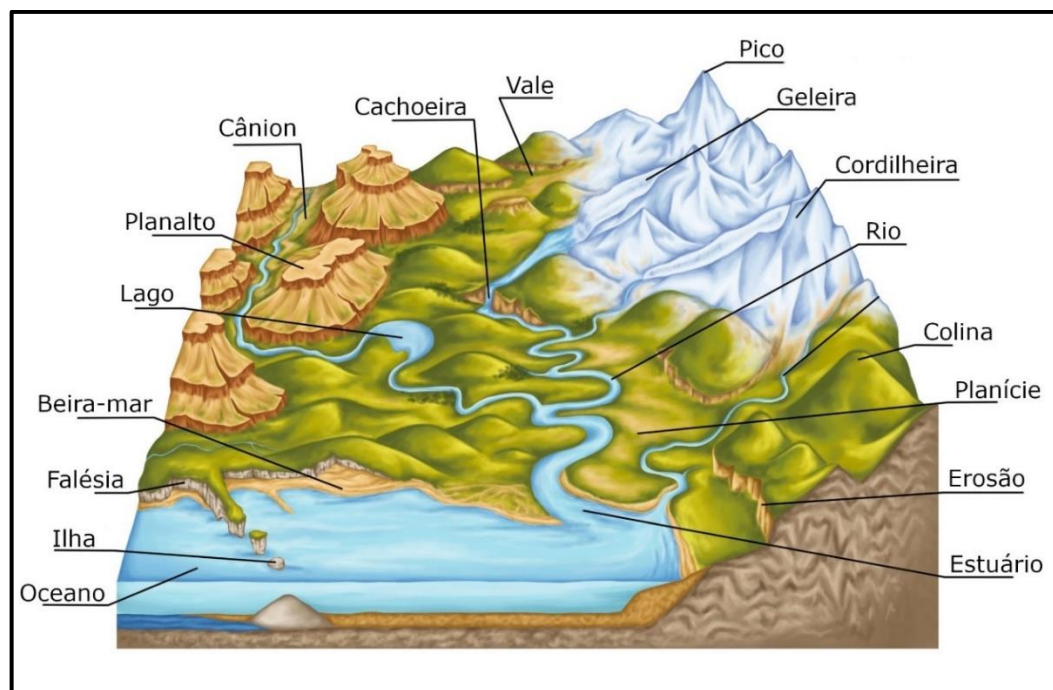 Pico
Vale
Geleira
Cachoeira
Cânion
Cordilheira
Planalto
Rio
Lago
Colina
Beira-mar
Planície
Falésia
Erosão
Ilha
Estuário
Oceano